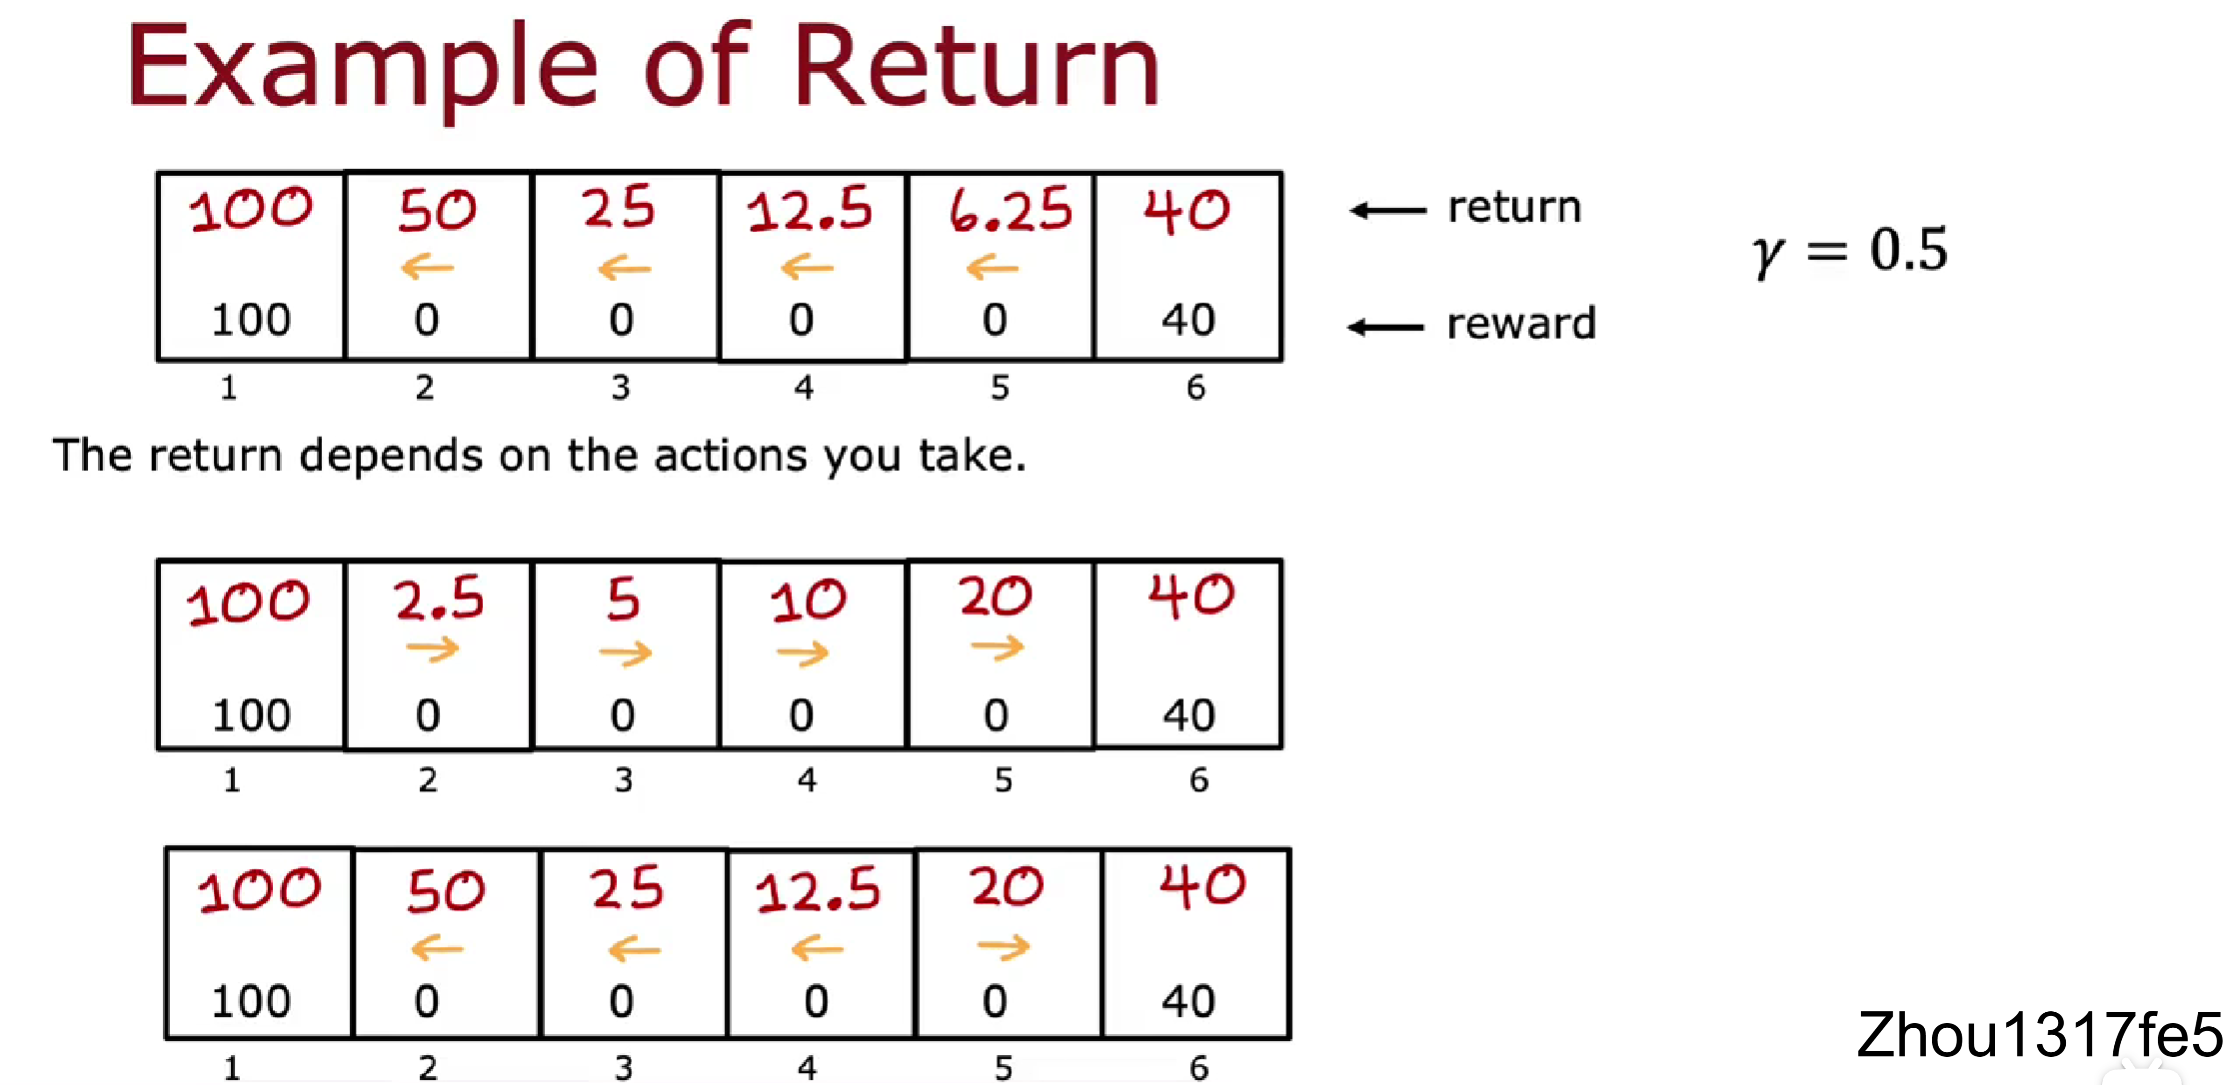 Example of Return
100 50 25 12.5 6.25 40 ← return
← ← ← ← γ = 0.5
100 0 0 0 0 40 ← reward
1 2 3 4 5 6
The return depends on the actions you take.
100 2.5 5 10 20 40
→ → → →
100 0 0 0 0 40
1 2 3 4 5 6
100 50 25 12.5 20 40
← ← ← →
100 0 0 0 0 40
1 2 3 4 5 6
Zhou1317fe5